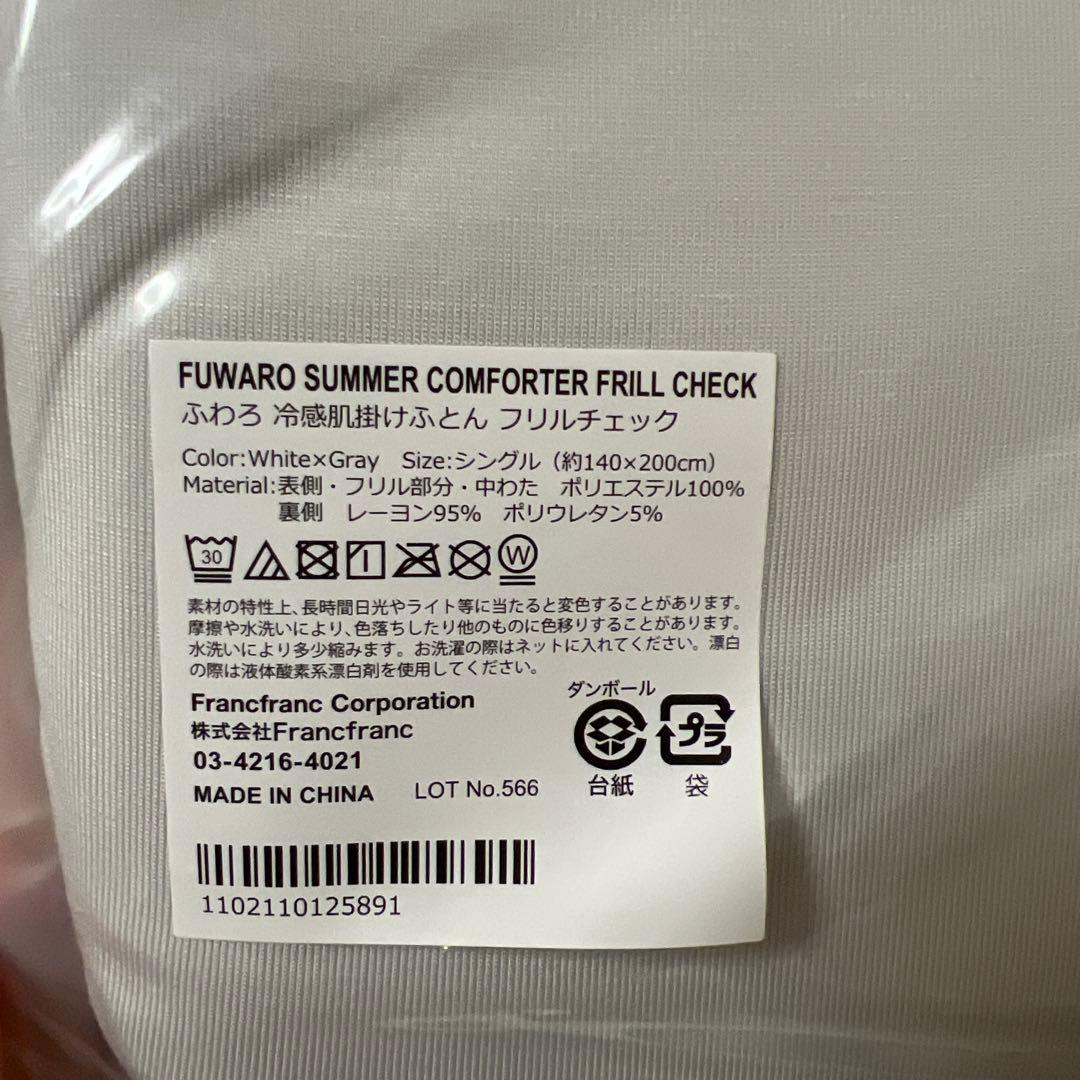 FUWARO SUMMER COMFORTER FRILL CHECK
ふわろ 冷感肌掛けふとん フリルチェック
Color:White×Gray Size:シングル（約140×200cm）
Material:表側・フリル部分・中わた ポリエステル100%
裏側 レーヨン95% ポリウレタン5%
30 W
素材の特性上、長時間日光やライト等に当たると変色することがあります。
摩擦や水洗いにより、色落ちしたり他のものに色移りすることがあります。
水洗いにより多少縮みます。お洗濯の際はネットに入れてください。漂白
の際は液体酸素系漂白剤を使用してください。
Francfranc Corporation
株式会社Francfranc
03-4216-4021
MADE IN CHINA LOT No.566
ダンボール
プラ
台紙 袋
1102110125891